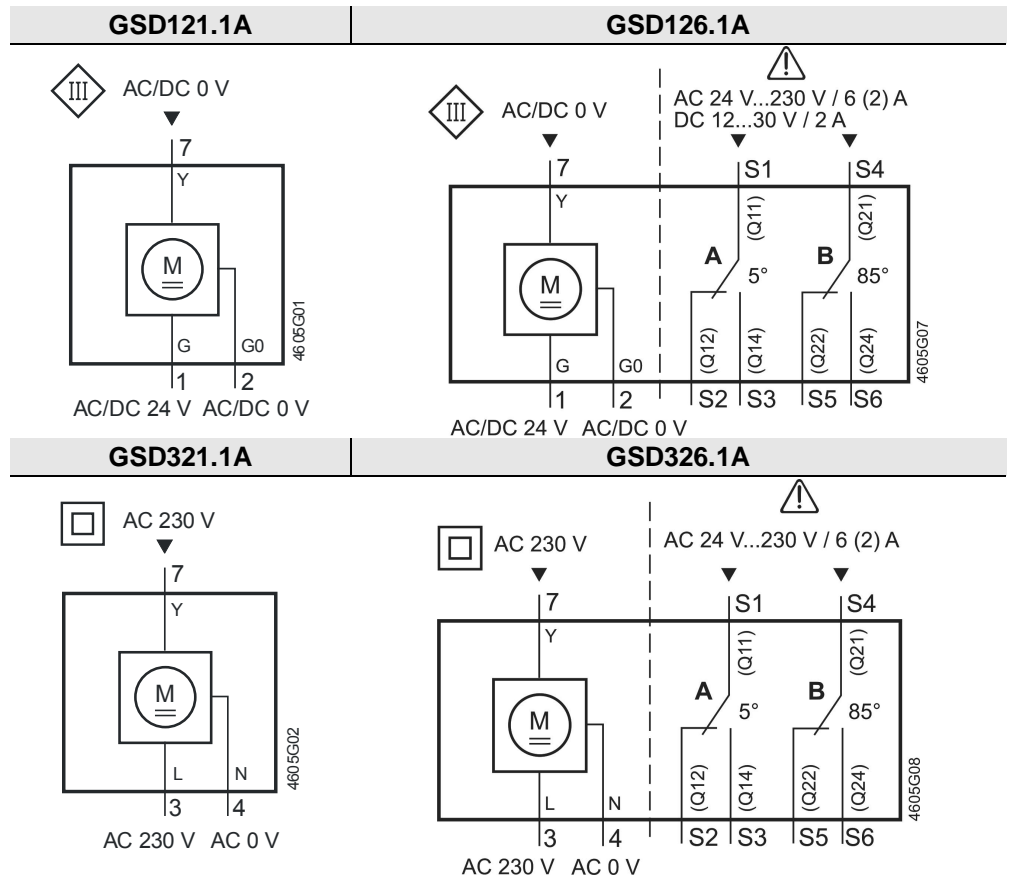 GSD121.1A
GSD126.1A
III
AC/DC 0 V
7
Y
M
G
G0
4605G01
1
2
AC/DC 24 V AC/DC 0 V
III
AC/DC 0 V
AC 24 V...230 V / 6 (2) A
DC 12...30 V / 2 A
7
S1
S4
Y
(Q11)
(Q21)
A
5°
B
85°
M
G
G0
(Q12)
(Q14)
(Q22)
(Q24)
4605G07
1
2
S2
S3
S5
S6
AC/DC 24 V AC/DC 0 V
GSD321.1A
GSD326.1A
AC 230 V
7
Y
M
L
N
4605G02
3
4
AC 230 V AC 0 V
AC 230 V
AC 24 V...230 V / 6 (2) A
7
S1
S4
Y
(Q11)
(Q21)
A
5°
B
85°
M
L
N
(Q12)
(Q14)
(Q22)
(Q24)
4605G08
3
4
S2
S3
S5
S6
AC 230 V AC 0 V